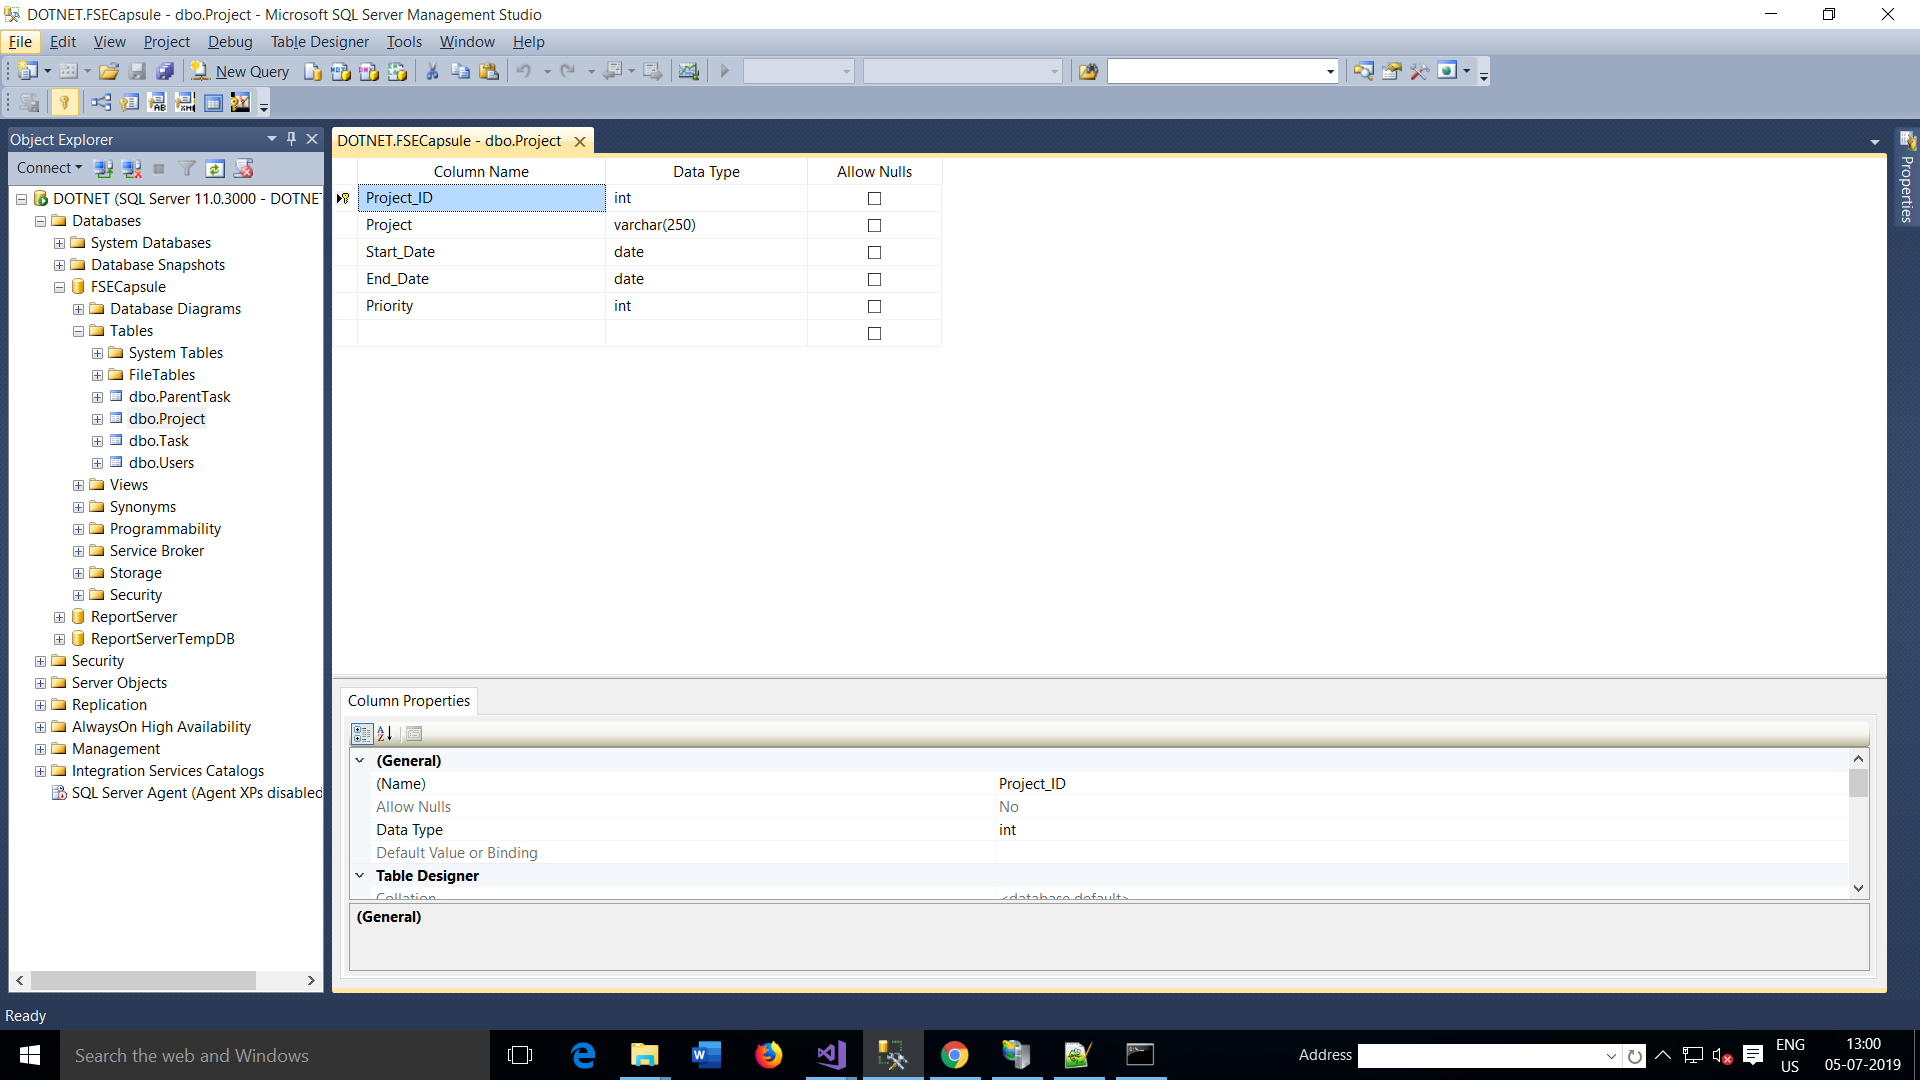 DOTNET.FSECapsule - dbo.Project - Microsoft SQL Server Management Studio
File Edit View Project Debug Table Designer Tools Window Help
New Query
Object Explorer
Connect
DOTNET (SQL Server 11.0.3000 - DOTNET
Databases
System Databases
Database Snapshots
FSECapsule
Database Diagrams
Tables
System Tables
FileTables
dbo.ParentTask
dbo.Project
dbo.Task
dbo.Users
Views
Synonyms
Programmability
Service Broker
Storage
Security
ReportServer
ReportServerTempDB
Security
Server Objects
Replication
AlwaysOn High Availability
Management
Integration Services Catalogs
SQL Server Agent (Agent XPs disabled
DOTNET.FSECapsule - dbo.Project
Column Name Data Type Allow Nulls
Project_ID int
Project varchar(250)
Start_Date date
End_Date date
Priority int
Properties
Column Properties
(General)
(Name) Project_ID
Allow Nulls No
Data Type int
Default Value or Binding
Table Designer
Collation <database default>
(General)
Ready
Search the web and Windows
Address
ENG
US
13:00
05-07-2019